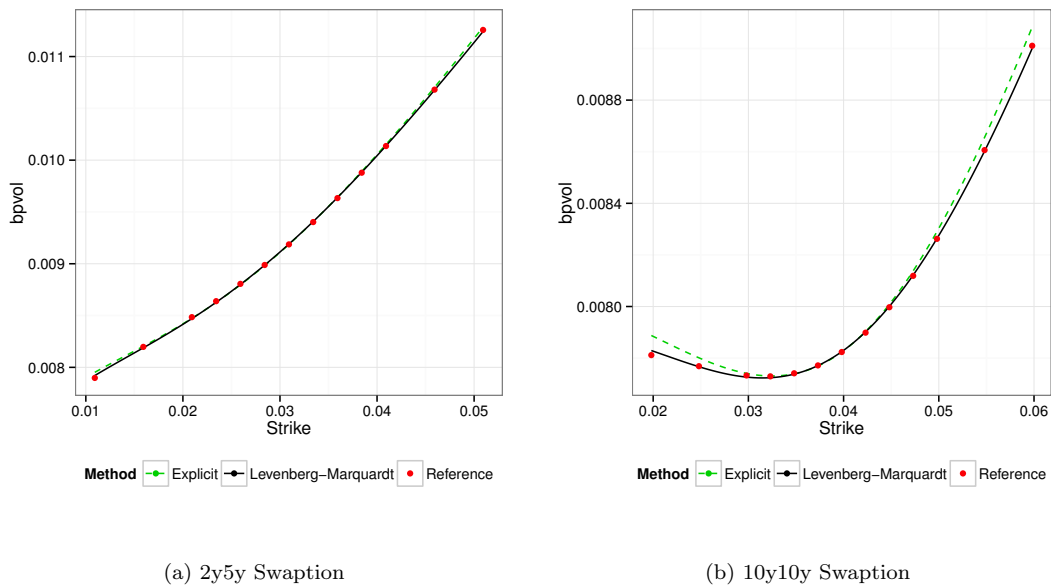 0.011
0.010
0.009
0.008
bpvol
0.01 0.02 0.03 0.04 0.05
Strike
Method Explicit Levenberg−Marquardt Reference
(a) 2y5y Swaption
0.0088
0.0084
0.0080
bpvol
0.02 0.03 0.04 0.05 0.06
Strike
Method Explicit Levenberg−Marquardt Reference
(b) 10y10y Swaption